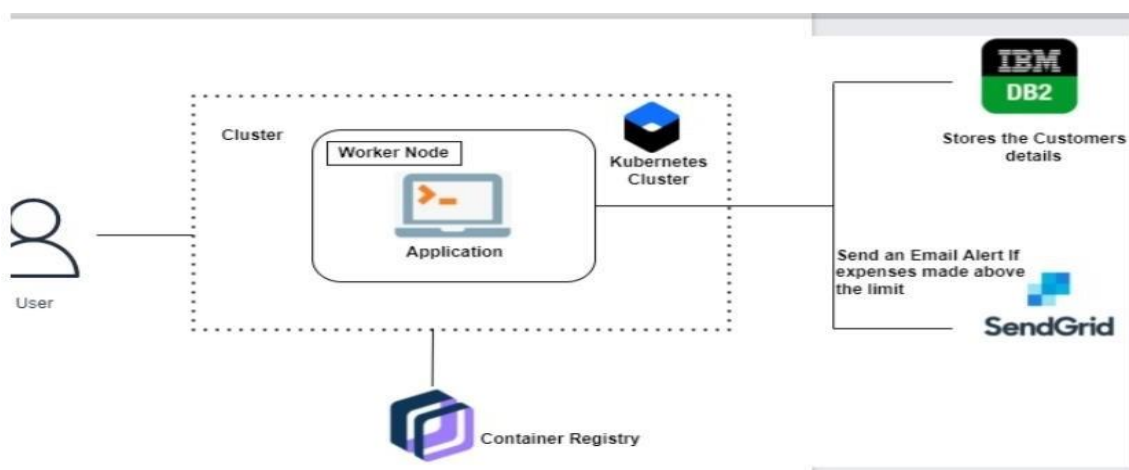 IBM
DB2
Stores the Customers
details
Cluster
Worker Node
Kubernetes
Cluster
Application
User
Send an Email Alert If
expenses made above
the limit
SendGrid
Container Registry